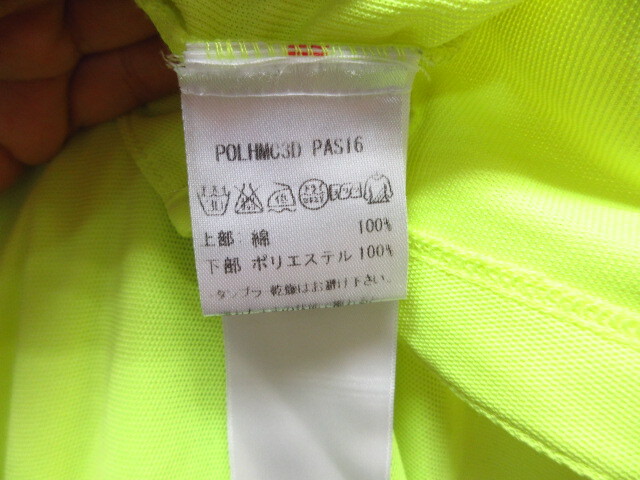 POLHMC3D PAS16
上部: 綿 100%
下部 ポリエステル 100%
タンブラー乾燥はお避け下さい。